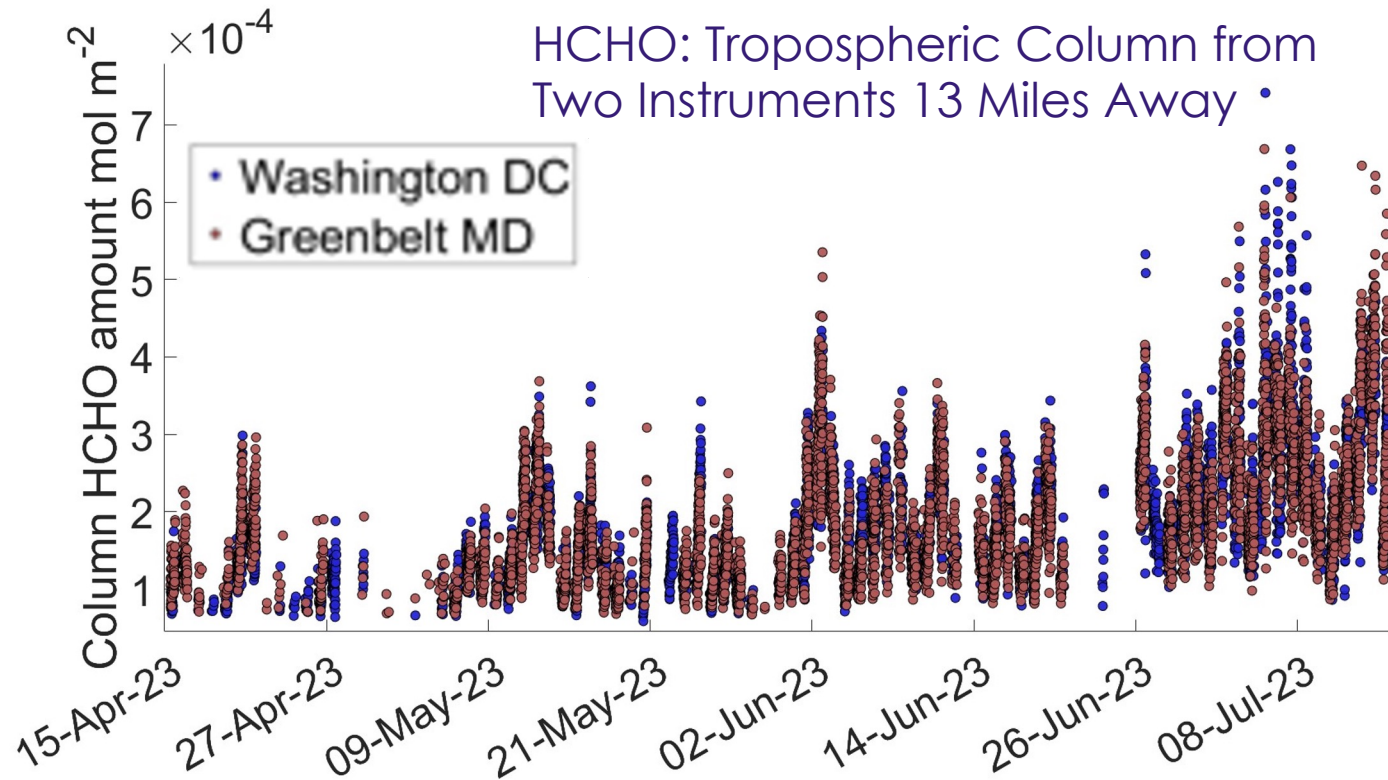 HCHO: Tropospheric Column from
Two Instruments 13 Miles Away
×10⁻⁴
Column HCHO amount mol m⁻²
7
6
5
4
3
2
1
Washington DC
Greenbelt MD
15-Apr-23
27-Apr-23
09-May-23
21-May-23
02-Jun-23
14-Jun-23
26-Jun-23
08-Jul-23